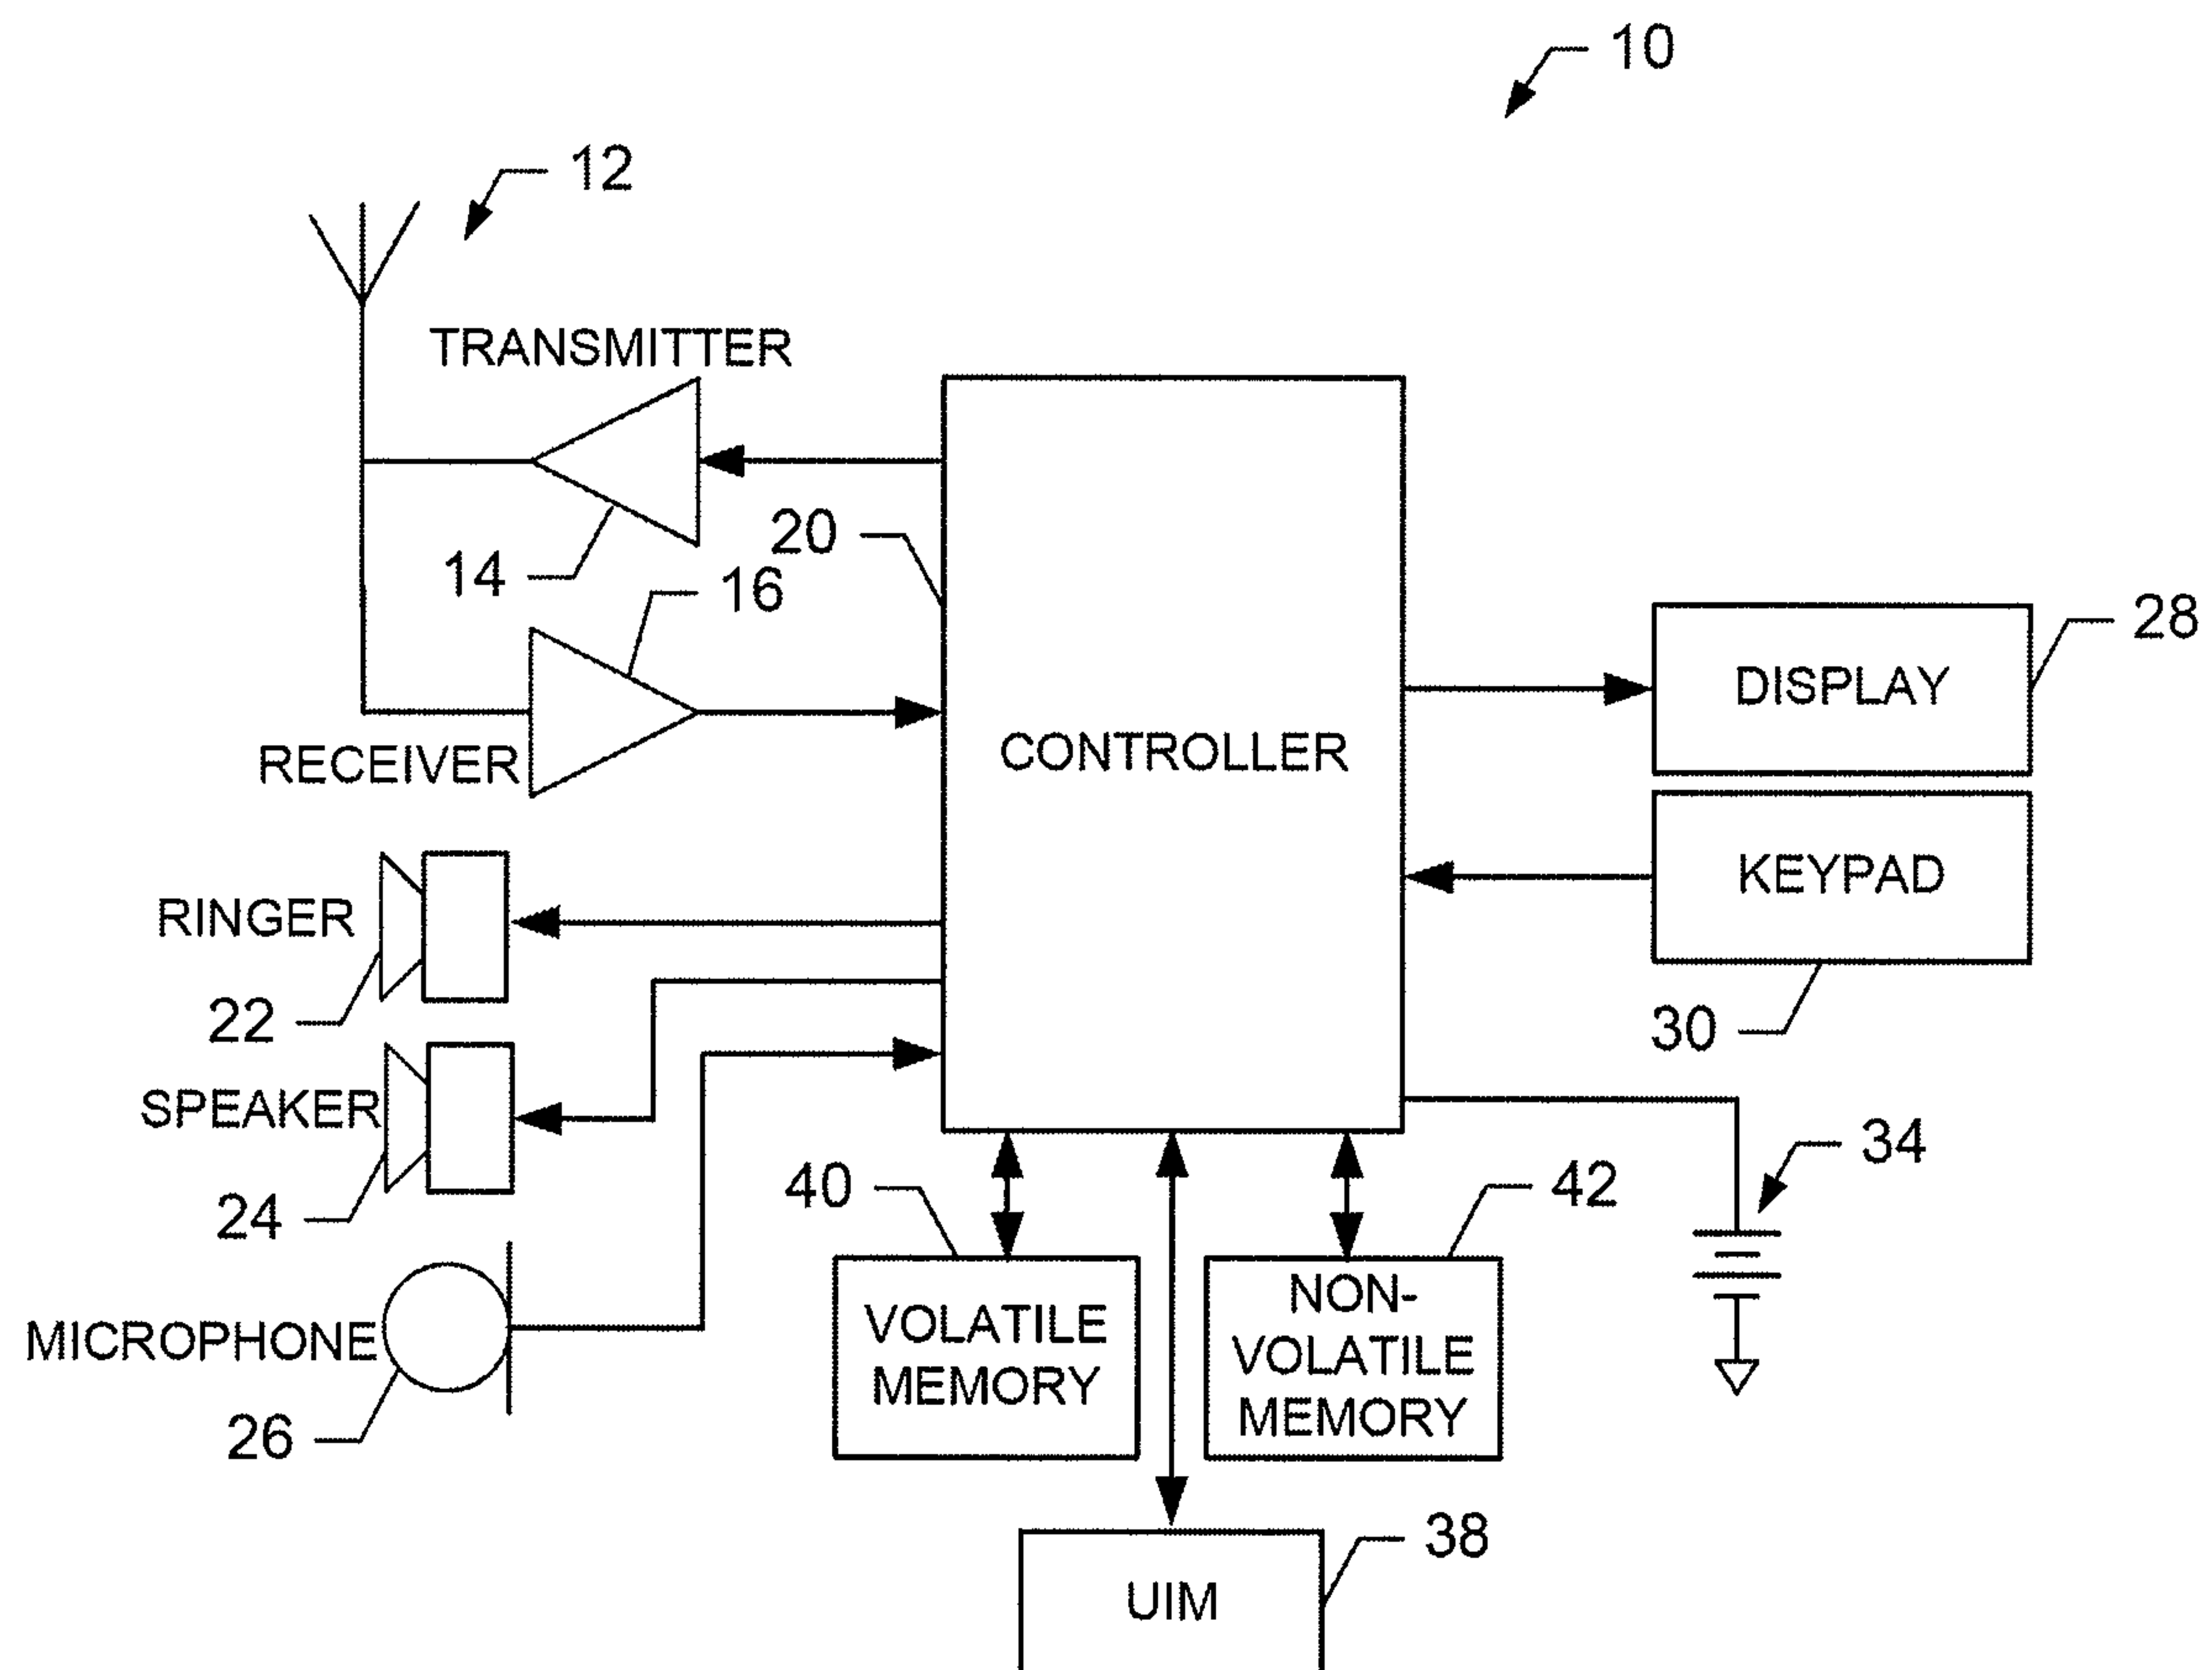 10
12
TRANSMITTER
14
20
16
RECEIVER
CONTROLLER
DISPLAY
28
KEYPAD
30
RINGER
22
SPEAKER
24
MICROPHONE
26
40
VOLATILE
MEMORY
42
NON-
VOLATILE
MEMORY
34
38
UIM